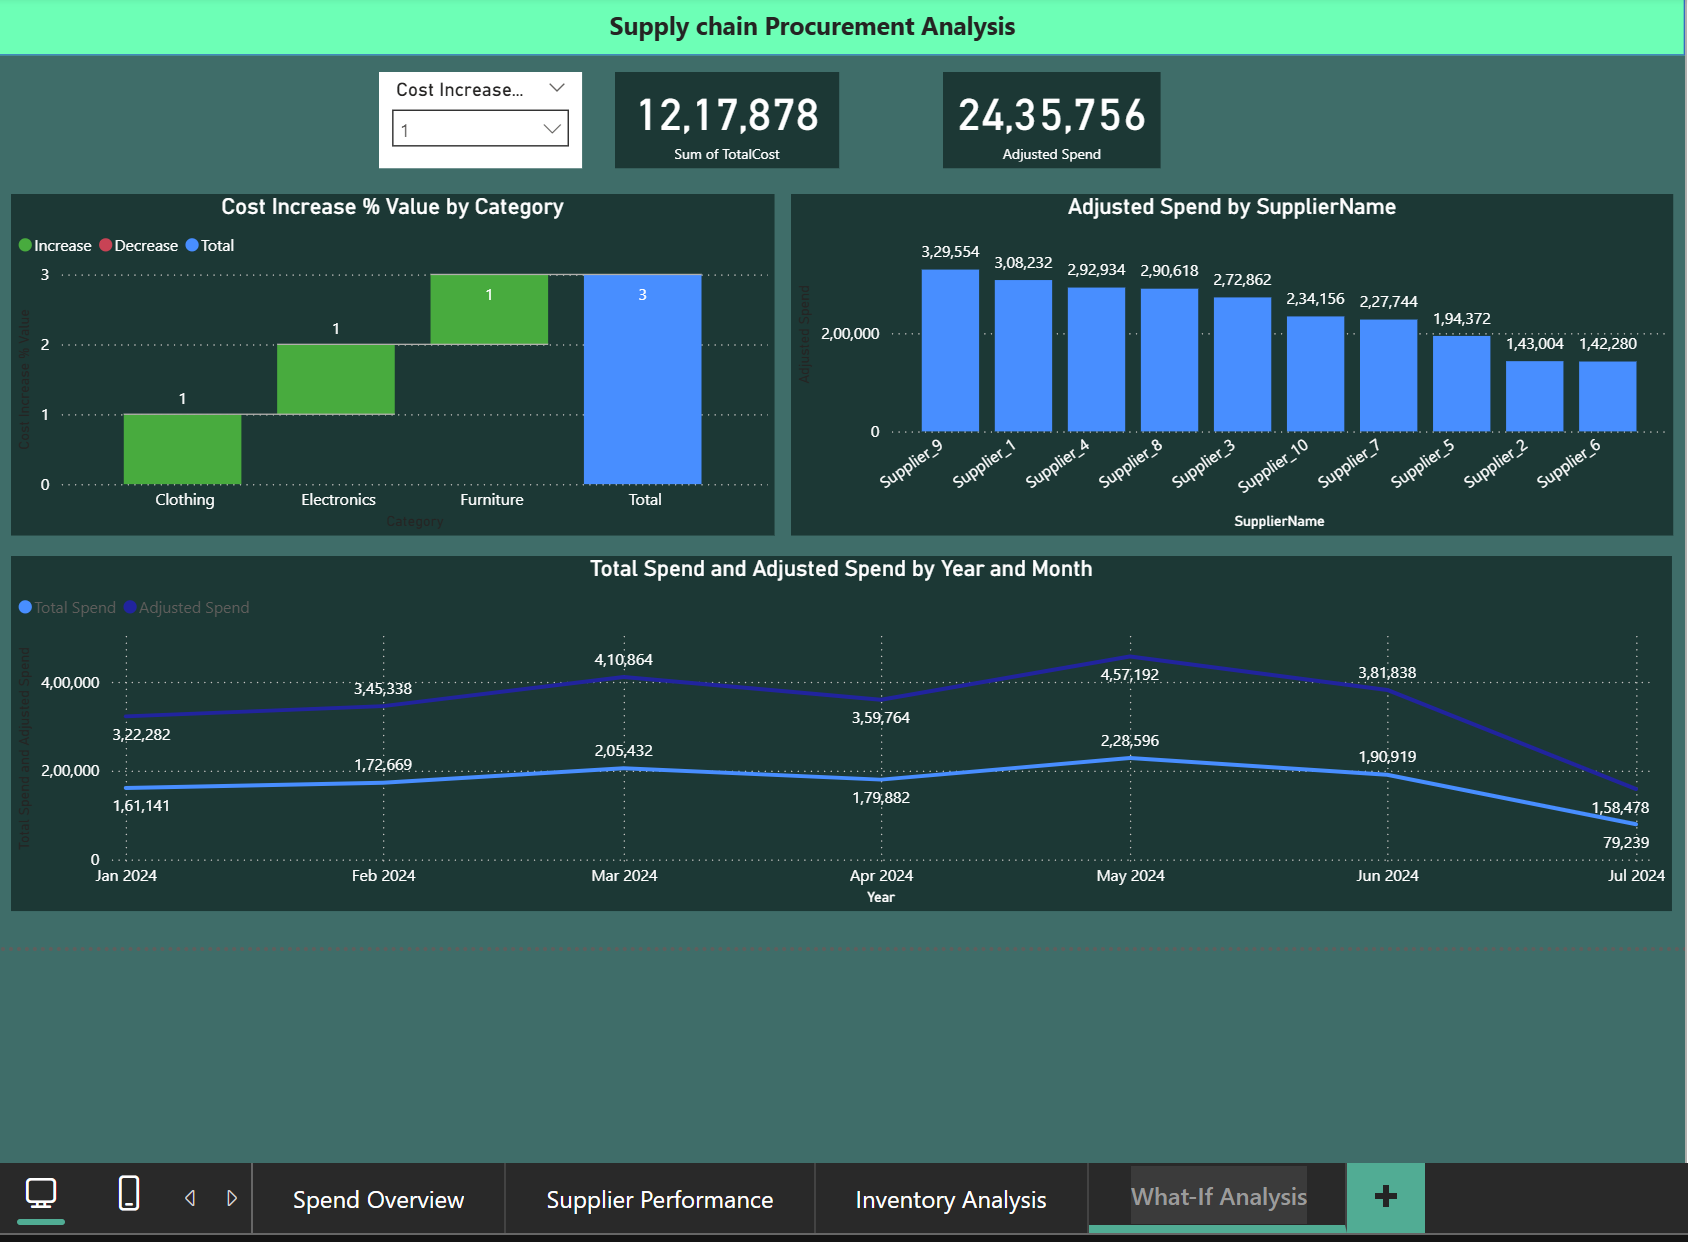 Supply chain Procurement Analysis
Cost Increase...
1
12,17,878
Sum of TotalCost
24,35,756
Adjusted Spend
Cost Increase % Value by Category
Increase Decrease Total
Cost Increase % Value
3
2
1
0
1
1
1
3
Clothing Electronics Furniture Total
Category
Adjusted Spend by SupplierName
Adjusted Spend
2,00,000
0
3,29,554
3,08,232
2,92,934
2,90,618
2,72,862
2,34,156
2,27,744
1,94,372
1,43,004
1,42,280
Supplier_9
Supplier_1
Supplier_4
Supplier_8
Supplier_3
Supplier_10
Supplier_7
Supplier_5
Supplier_2
Supplier_6
SupplierName
Total Spend and Adjusted Spend by Year and Month
Total Spend Adjusted Spend
Total Spend and Adjusted Spend
4,00,000
2,00,000
0
3,22,282
3,45,338
4,10,864
3,59,764
4,57,192
3,81,838
1,58,478
1,61,141
1,72,669
2,05,432
1,79,882
2,28,596
1,90,919
79,239
Jan 2024 Feb 2024 Mar 2024 Apr 2024 May 2024 Jun 2024 Jul 2024
Year
Spend Overview Supplier Performance Inventory Analysis What-If Analysis +